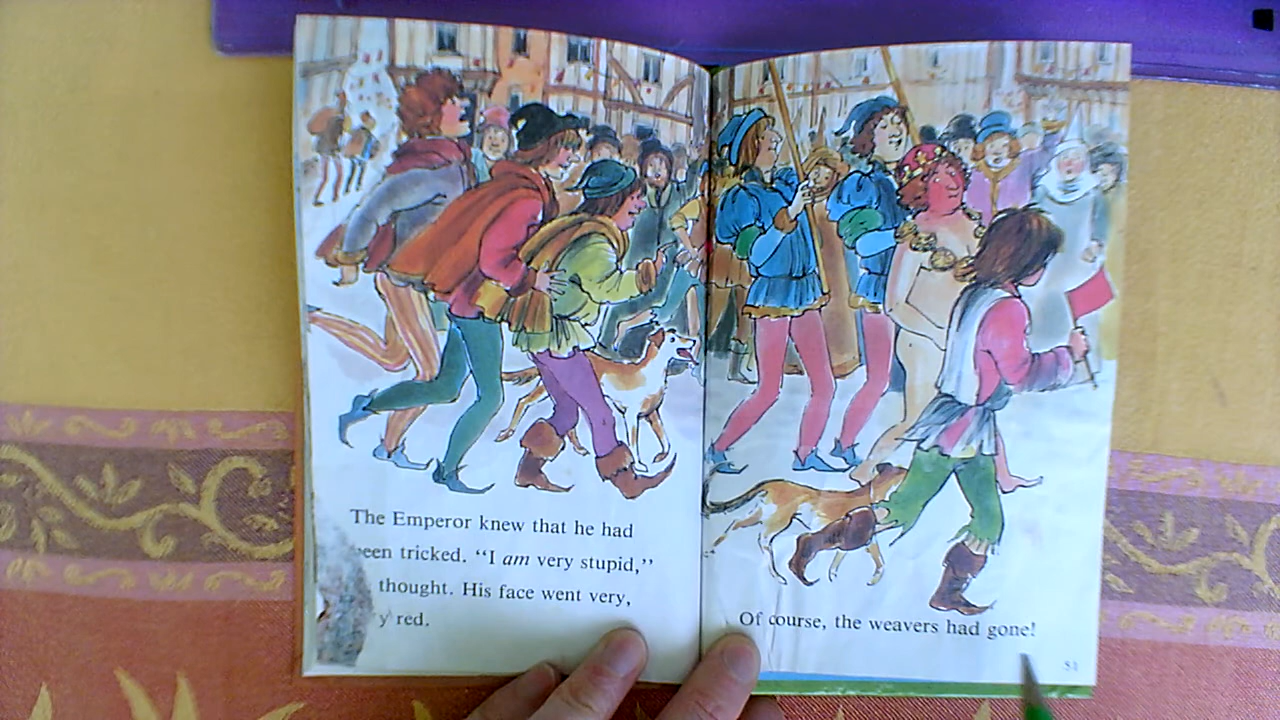 The Emperor knew that he had
been tricked. "I am very stupid,"
thought. His face went very,
red.
Of course, the weavers had gone!
51